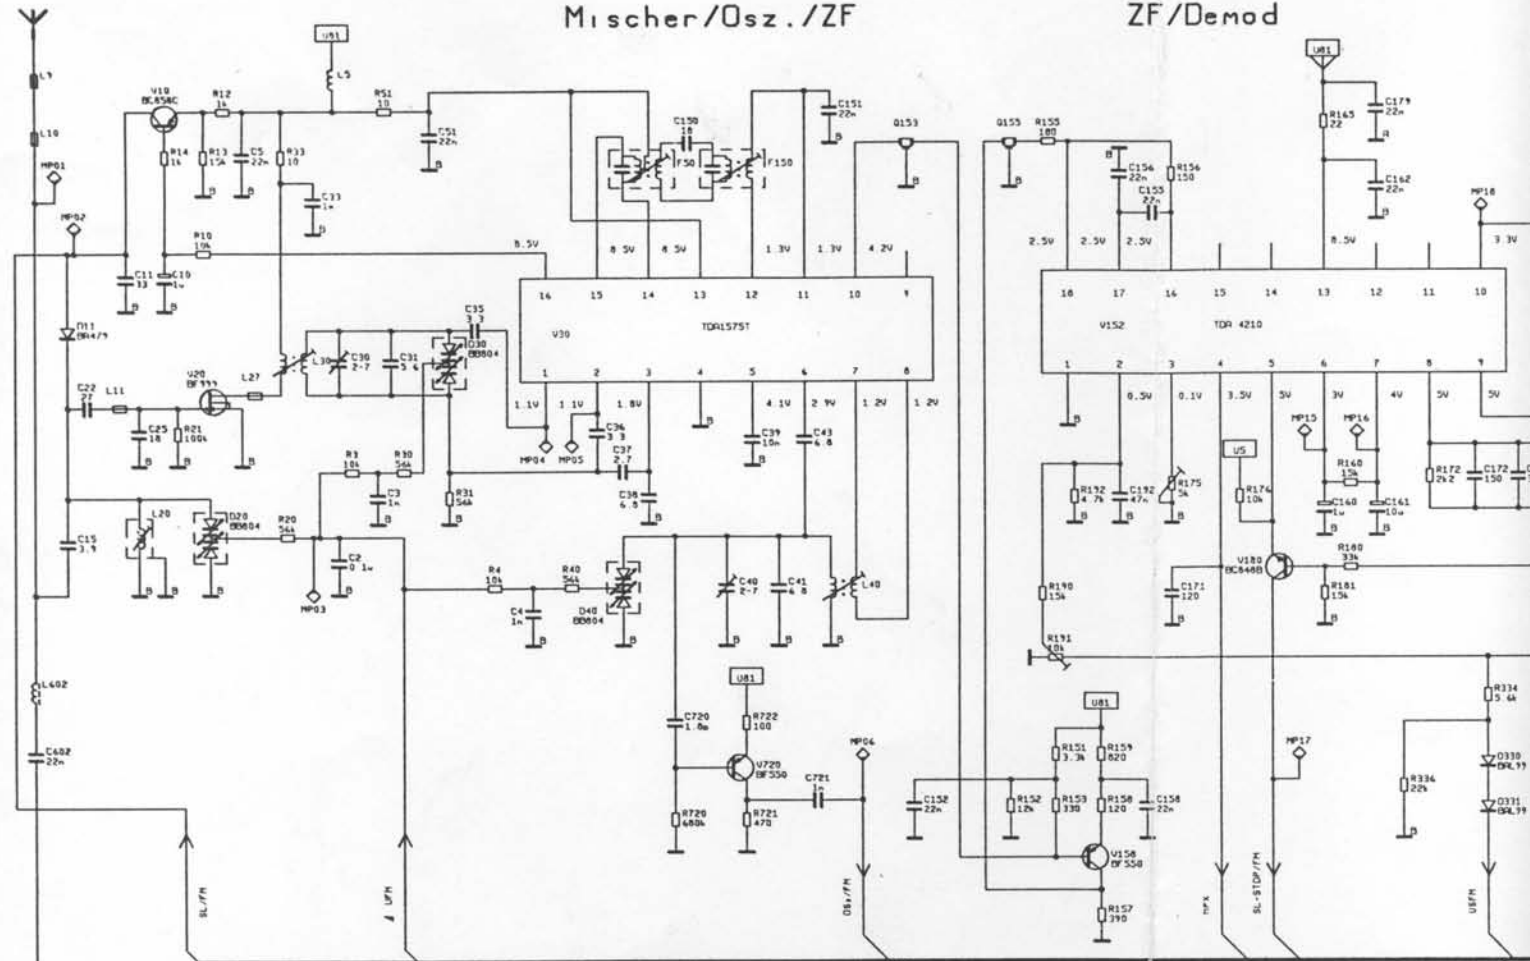 Mischer/Osz./ZF
ZF/Demod
U81
U81
L9
L5
V10
BC858C
R12
1k
R51
10
C151
22n
C179
22n
A
R165
22
Q153
Q155
R155
180
C150
18
L10
R14
1k
R13
15k
C5
22n
R33
10
C51
22n
F50
F150
B
C156
22n
R156
150
C155
22n
C162
22n
MP01
C33
1n
MP02
MP18
R10
10k
8.5V
8.5V
8.5V
1.3V
1.3V
4.2V
2.5V
2.5V
2.5V
8.5V
3.3V
C11
33
C10
1u
16
15
14
13
12
11
10
9
18
17
16
15
14
13
12
11
10
V30
TDA1575T
V152
TDA 4210
D11
BA479
C35
3.3
D30
BB804
L30
C30
2-7
C31
5.6
1
2
3
4
5
6
7
8
1
2
3
4
5
6
7
8
9
V20
BF999
L27
C22
27
L11
1.1V
1.1V
1.8V
4.1V
2.9V
1.2V
1.2V
0.5V
0.1V
3.5V
5V
3V
4V
5V
5V
C25
18
R21
100k
C36
3.3
C39
10n
C43
6.8
MP15
MP16
MP04
MP05
C37
2.7
U5
R3
10k
R30
56k
R160
15k
R172
2k2
C172
150
C3
1n
R31
56k
C38
6.8
R192
4.7k
C192
47n
R175
5k
R176
10k
C160
1u
C161
10u
L20
D20
BB804
R20
56k
C15
3.9
C2
0.1u
V180
BC848B
R180
33k
R4
10k
R40
56k
C40
2-7
C41
6.8
L40
R190
15k
C171
120
R181
15k
MP03
C4
1n
D40
BB804
R191
10k
L602
U81
U81
R334
5.6k
C720
1.8p
R722
100
MP06
MP17
R151
3.3k
R159
820
C602
22n
V720
BF550
D330
BAL99
C721
1n
R336
22k
C152
22n
R152
12k
R153
330
R158
120
C158
22n
D331
BAL99
R720
680k
R721
470
V158
BF550
SL/FM
UFM
OSz/FM
R157
390
MPX
SL-STOP/FM
USFM